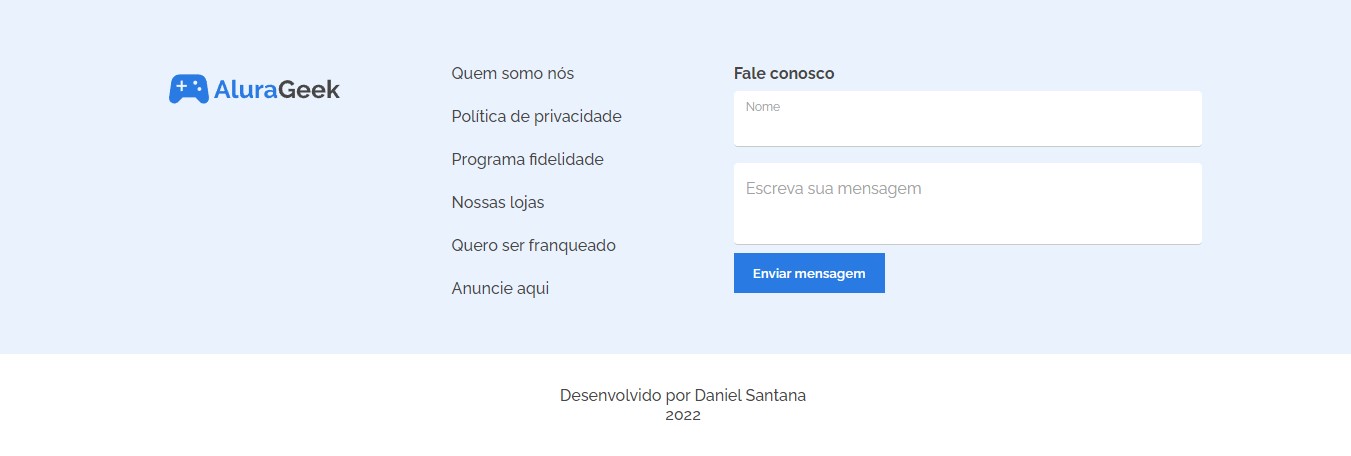 AluraGeek
Quem somo nós
Política de privacidade
Programa fidelidade
Nossas lojas
Quero ser franqueado
Anuncie aqui
Fale conosco
Nome
Escreva sua mensagem
Enviar mensagem
Desenvolvido por Daniel Santana
2022